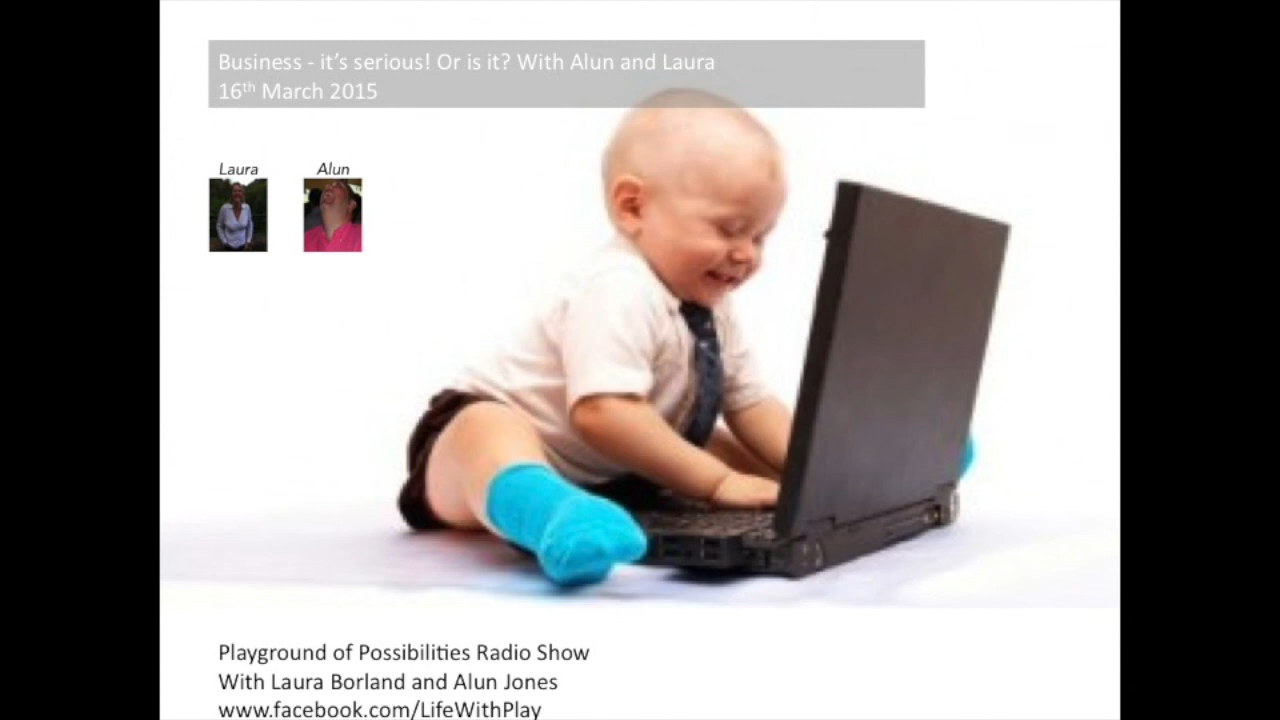 Business - it's serious! Or is it? With Alun and Laura
16th March 2015
Laura Alun
Playground of Possibilities Radio Show
With Laura Borland and Alun Jones
www.facebook.com/LifeWithPlay